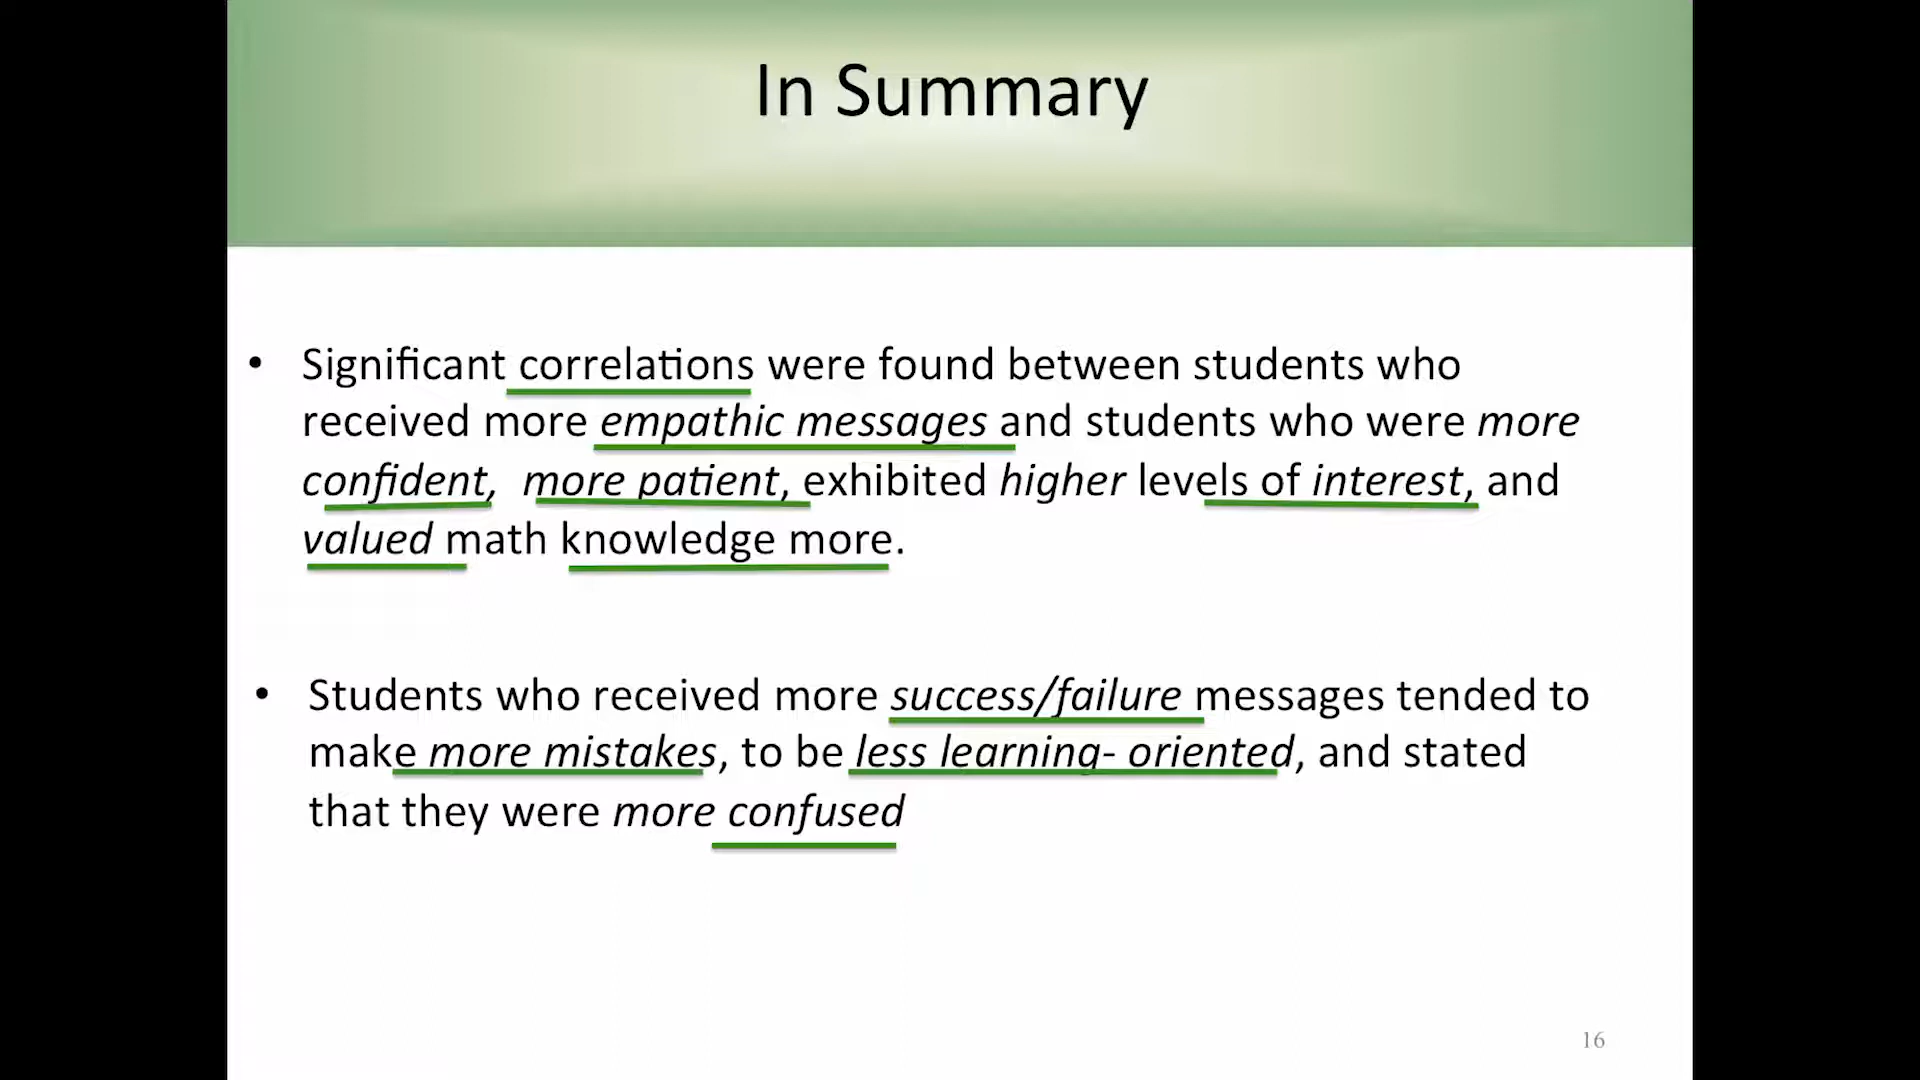 In Summary
• Significant correlations were found between students who
received more empathic messages and students who were more
confident, more patient, exhibited higher levels of interest, and
valued math knowledge more.
• Students who received more success/failure messages tended to
make more mistakes, to be less learning- oriented, and stated
that they were more confused
16